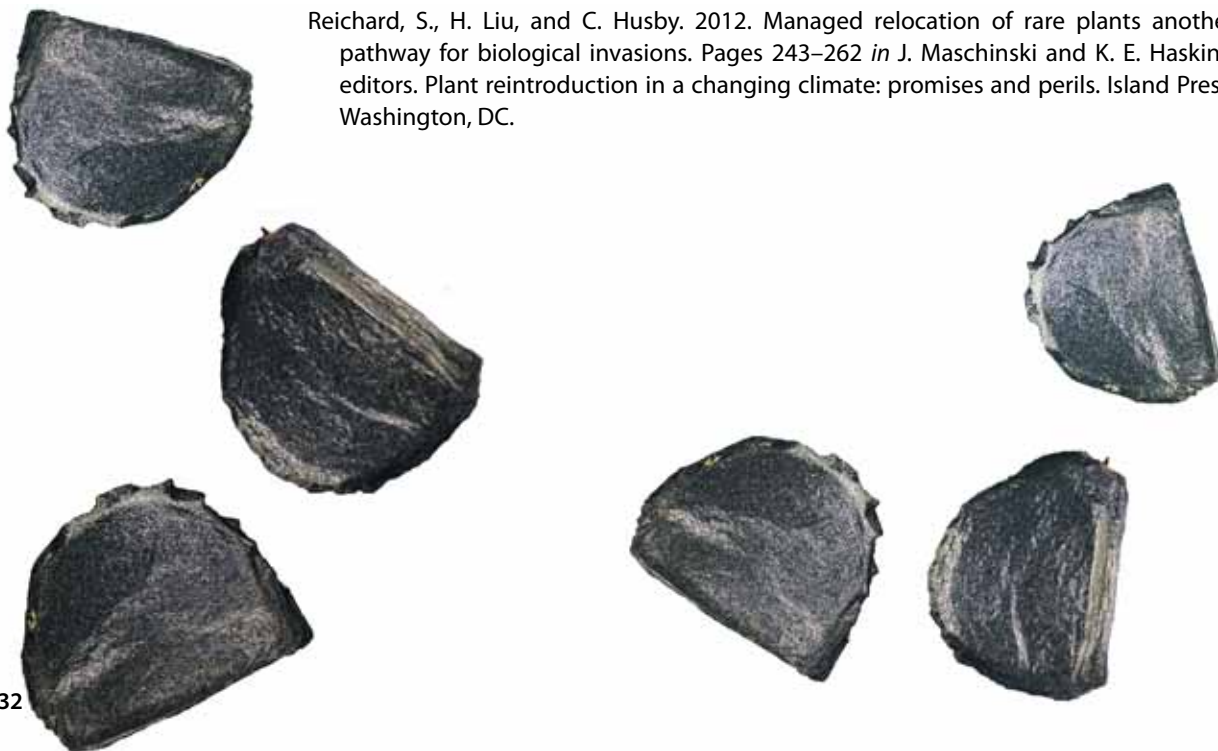 Reichard, S., H. Liu, and C. Husby. 2012. Managed relocation of rare plants anothe
pathway for biological invasions. Pages 243–262 in J. Maschinski and K. E. Haskin
editors. Plant reintroduction in a changing climate: promises and perils. Island Pres
Washington, DC.
32